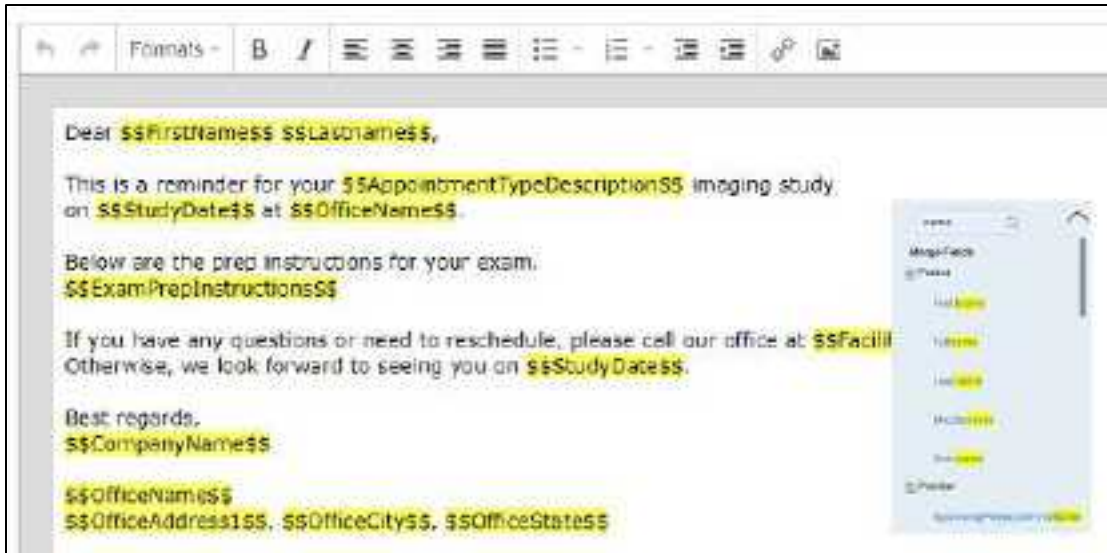 Formats
B I
Dear $$FirstName$$ $$Lastname$$,
This is a reminder for your $$AppointmentTypeDescription$$ imaging study
on $$StudyDate$$ at $$OfficeName$$.
Below are the prep instructions for your exam.
$$ExamPrepInstructions$$
If you have any questions or need to reschedule, please call our office at $$Facili
Otherwise, we look forward to seeing you on $$StudyDate$$.
Best regards,
$$CompanyName$$
$$OfficeName$$
$$OfficeAddress1$$, $$OfficeCity$$, $$OfficeState$$
Merge Fields